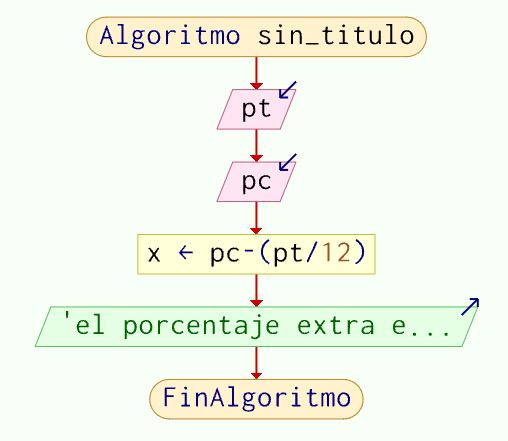 Algoritmo sin_titulo
pt
pc
x ← pc-(pt/12)
'el porcentaje extra e...
FinAlgoritmo